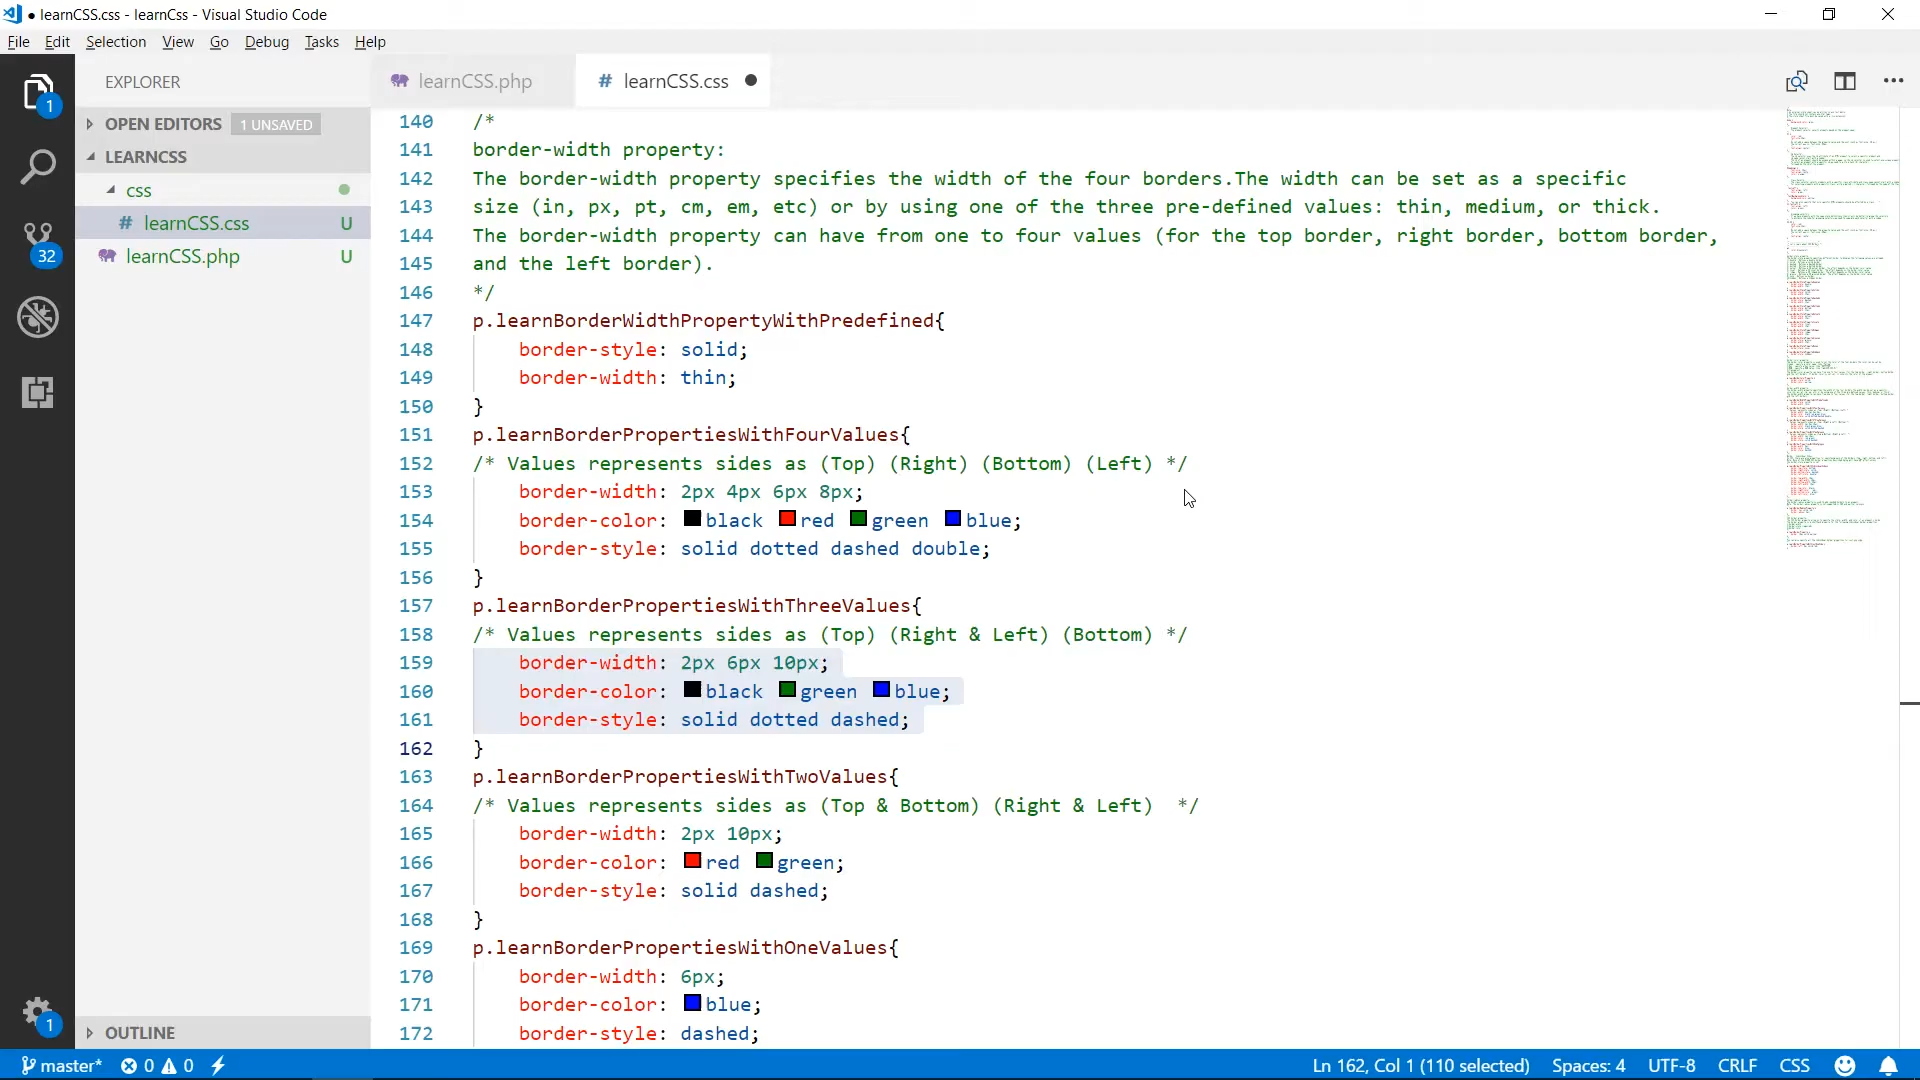 ● learnCSS.css - learnCss - Visual Studio Code
File Edit Selection View Go Debug Tasks Help
EXPLORER
learnCSS.php
# learnCSS.css ●
OPEN EDITORS 1 UNSAVED
LEARNCSS
css
# learnCSS.css U
learnCSS.php U
OUTLINE
1
32
1
140 /*
141 border-width property:
142 The border-width property specifies the width of the four borders.The width can be set as a specific
143 size (in, px, pt, cm, em, etc) or by using one of the three pre-defined values: thin, medium, or thick.
144 The border-width property can have from one to four values (for the top border, right border, bottom border,
145 and the left border).
146 */
147 p.learnBorderWidthPropertyWithPredefined{
148 border-style: solid;
149 border-width: thin;
150 }
151 p.learnBorderPropertiesWithFourValues{
152 /* Values represents sides as (Top) (Right) (Bottom) (Left) */
153 border-width: 2px 4px 6px 8px;
154 border-color: black red green blue;
155 border-style: solid dotted dashed double;
156 }
157 p.learnBorderPropertiesWithThreeValues{
158 /* Values represents sides as (Top) (Right & Left) (Bottom) */
159 border-width: 2px 6px 10px;
160 border-color: black green blue;
161 border-style: solid dotted dashed;
162 }
163 p.learnBorderPropertiesWithTwoValues{
164 /* Values represents sides as (Top & Bottom) (Right & Left)  */
165 border-width: 2px 10px;
166 border-color: red green;
167 border-style: solid dashed;
168 }
169 p.learnBorderPropertiesWithOneValues{
170 border-width: 6px;
171 border-color: blue;
172 border-style: dashed;
master* 0 0 Ln 162, Col 1 (110 selected) Spaces: 4 UTF-8 CRLF CSS